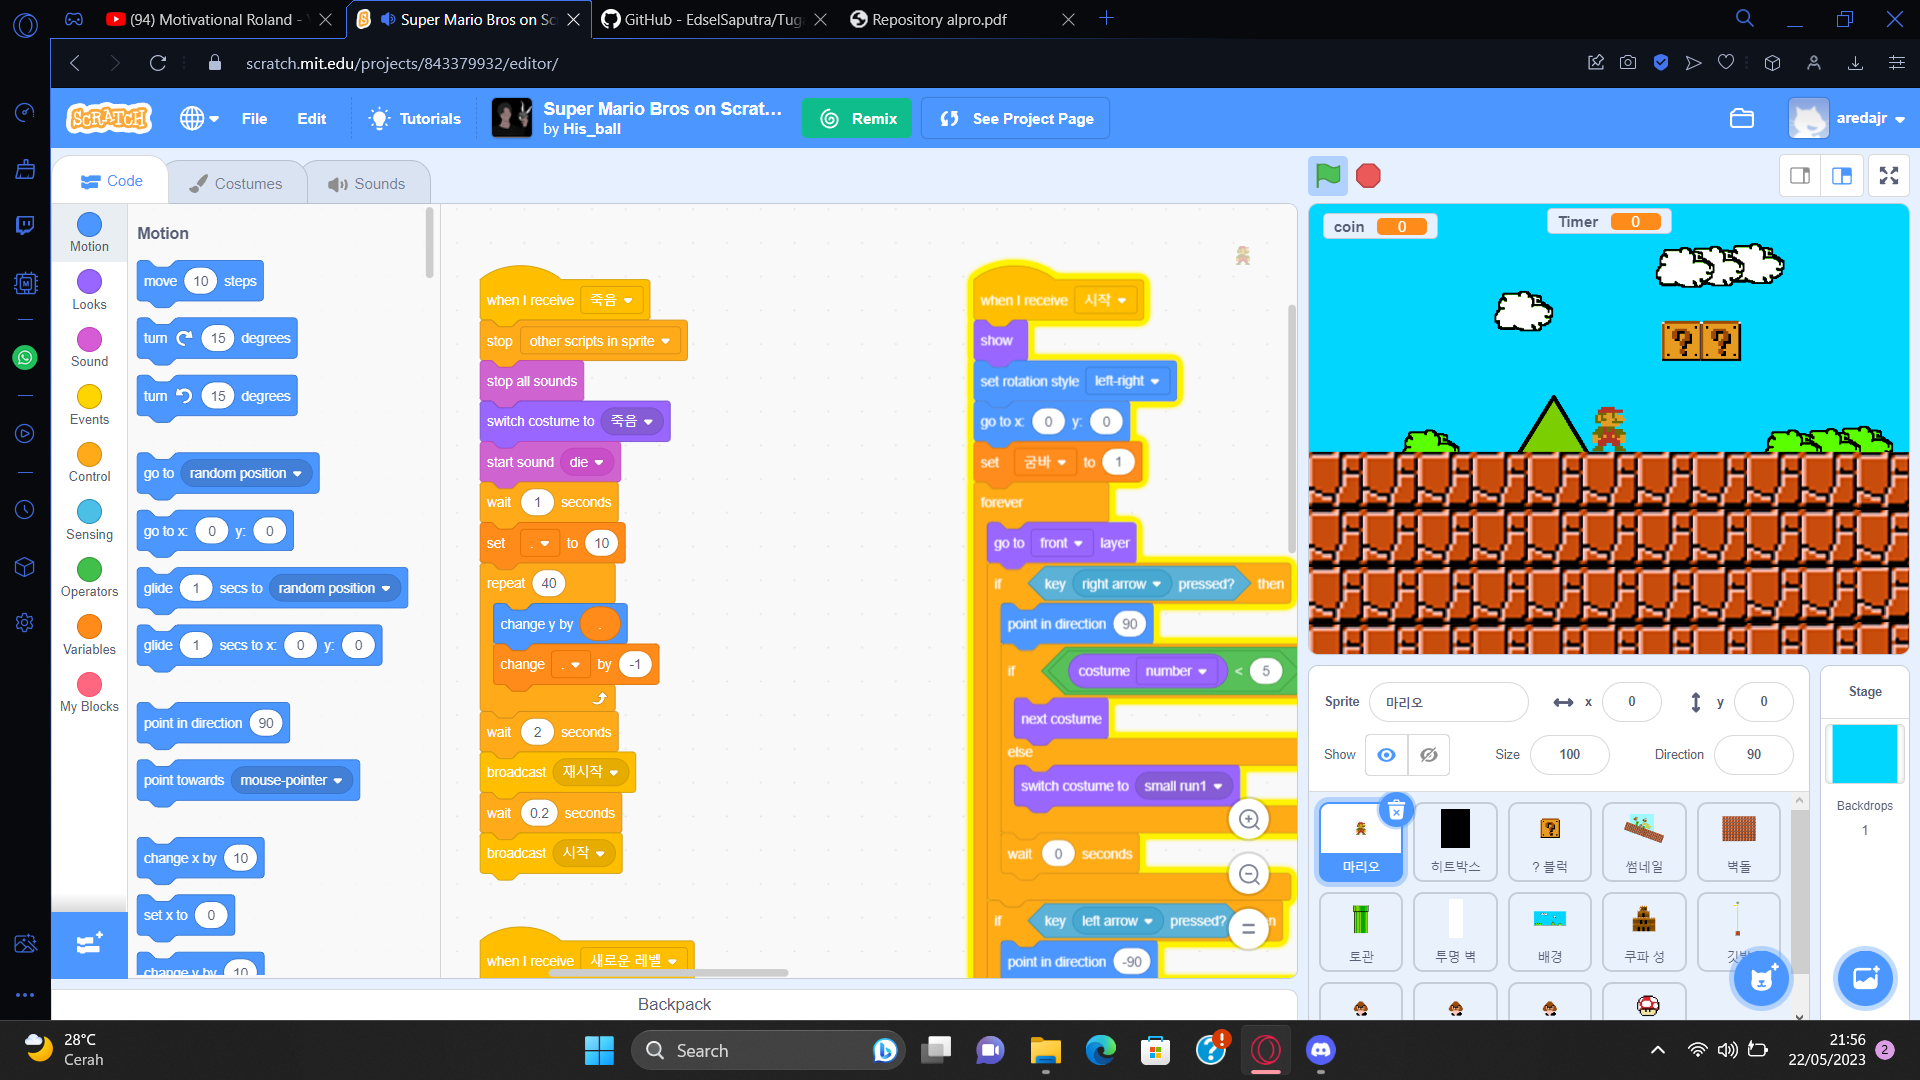 (94) Motivational Roland -
Super Mario Bros on Sc
GitHub - EdselSaputra/Tug
Repository alpro.pdf
scratch.mit.edu/projects/843379932/editor/
SCRATCH
File
Edit
Tutorials
Super Mario Bros on Scrat...
by His_ball
Remix
See Project Page
aredajr
Code
Costumes
Sounds
Motion
Looks
Sound
Events
Control
Sensing
Operators
Variables
My Blocks
Motion
move 10 steps
turn 15 degrees
turn 15 degrees
go to random position
go to x: 0 y: 0
glide 1 secs to random position
glide 1 secs to x: 0 y: 0
point in direction 90
point towards mouse-pointer
change x by 10
set x to 0
change y by 10
when I receive 죽음
stop other scripts in sprite
stop all sounds
switch costume to 죽음
start sound die
wait 1 seconds
set . to 10
repeat 40
change y by .
change . by -1
wait 2 seconds
broadcast 재시작
wait 0.2 seconds
broadcast 시작
when I receive 새로운 레벨
when I receive 시작
show
set rotation style left-right
go to x: 0 y: 0
set 굼바 to 1
forever
go to front layer
if key right arrow pressed? then
point in direction 90
if costume number < 5
next costume
else
switch costume to small run1
wait 0 seconds
if key left arrow pressed? n
point in direction -90
Backpack
coin 0
Timer 0
? ?
Sprite 마리오 x 0 y 0
Show Size 100 Direction 90
Stage
Backdrops
1
마리오
히트박스
? 블럭
썸네일
벽돌
토관
투명 벽
배경
쿠파 성
28°C
Cerah
Search
21:56
22/05/2023
2